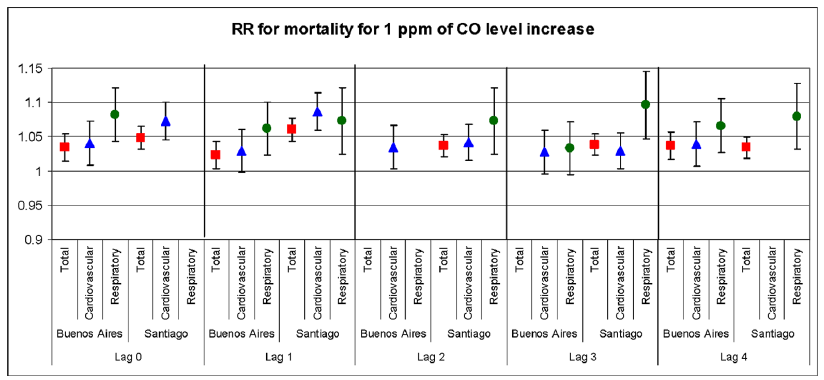 RR for mortality for 1 ppm of CO level increase
1.15
1.1
1.05
1
0.95
0.9
Total Cardiovascular Respiratory Total Cardiovascular Respiratory Total Cardiovascular Respiratory Total Cardiovascular Respiratory Total Cardiovascular Respiratory Total Cardiovascular Respiratory Total Cardiovascular Respiratory Total Cardiovascular Respiratory Total Cardiovascular Respiratory Total Cardiovascular Respiratory
Buenos Aires Santiago Buenos Aires Santiago Buenos Aires Santiago Buenos Aires Santiago Buenos Aires Santiago
Lag 0 Lag 1 Lag 2 Lag 3 Lag 4